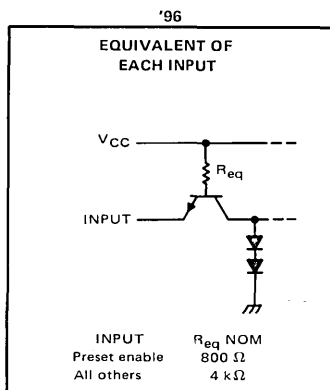 '96
EQUIVALENT OF
EACH INPUT
VCC
Req
INPUT
INPUT Req NOM
Preset enable 800 Ω
All others 4 kΩ